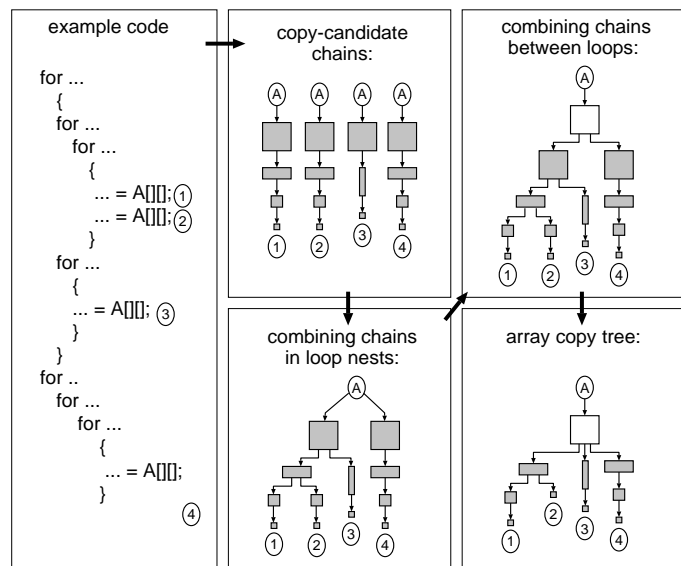 example code
for ...
{
for ...
for ...
{
... = A[][]; 1
... = A[][]; 2
}
for ...
{
... = A[][]; 3
}
}
for ..
for ...
for ...
{
... = A[][];
}
4
copy-candidate
chains:
A A A A
1 2 3 4
combining chains
in loop nests:
A
1 2 3 4
combining chains
between loops:
A
1 2 3 4
array copy tree:
A
1 2 3 4